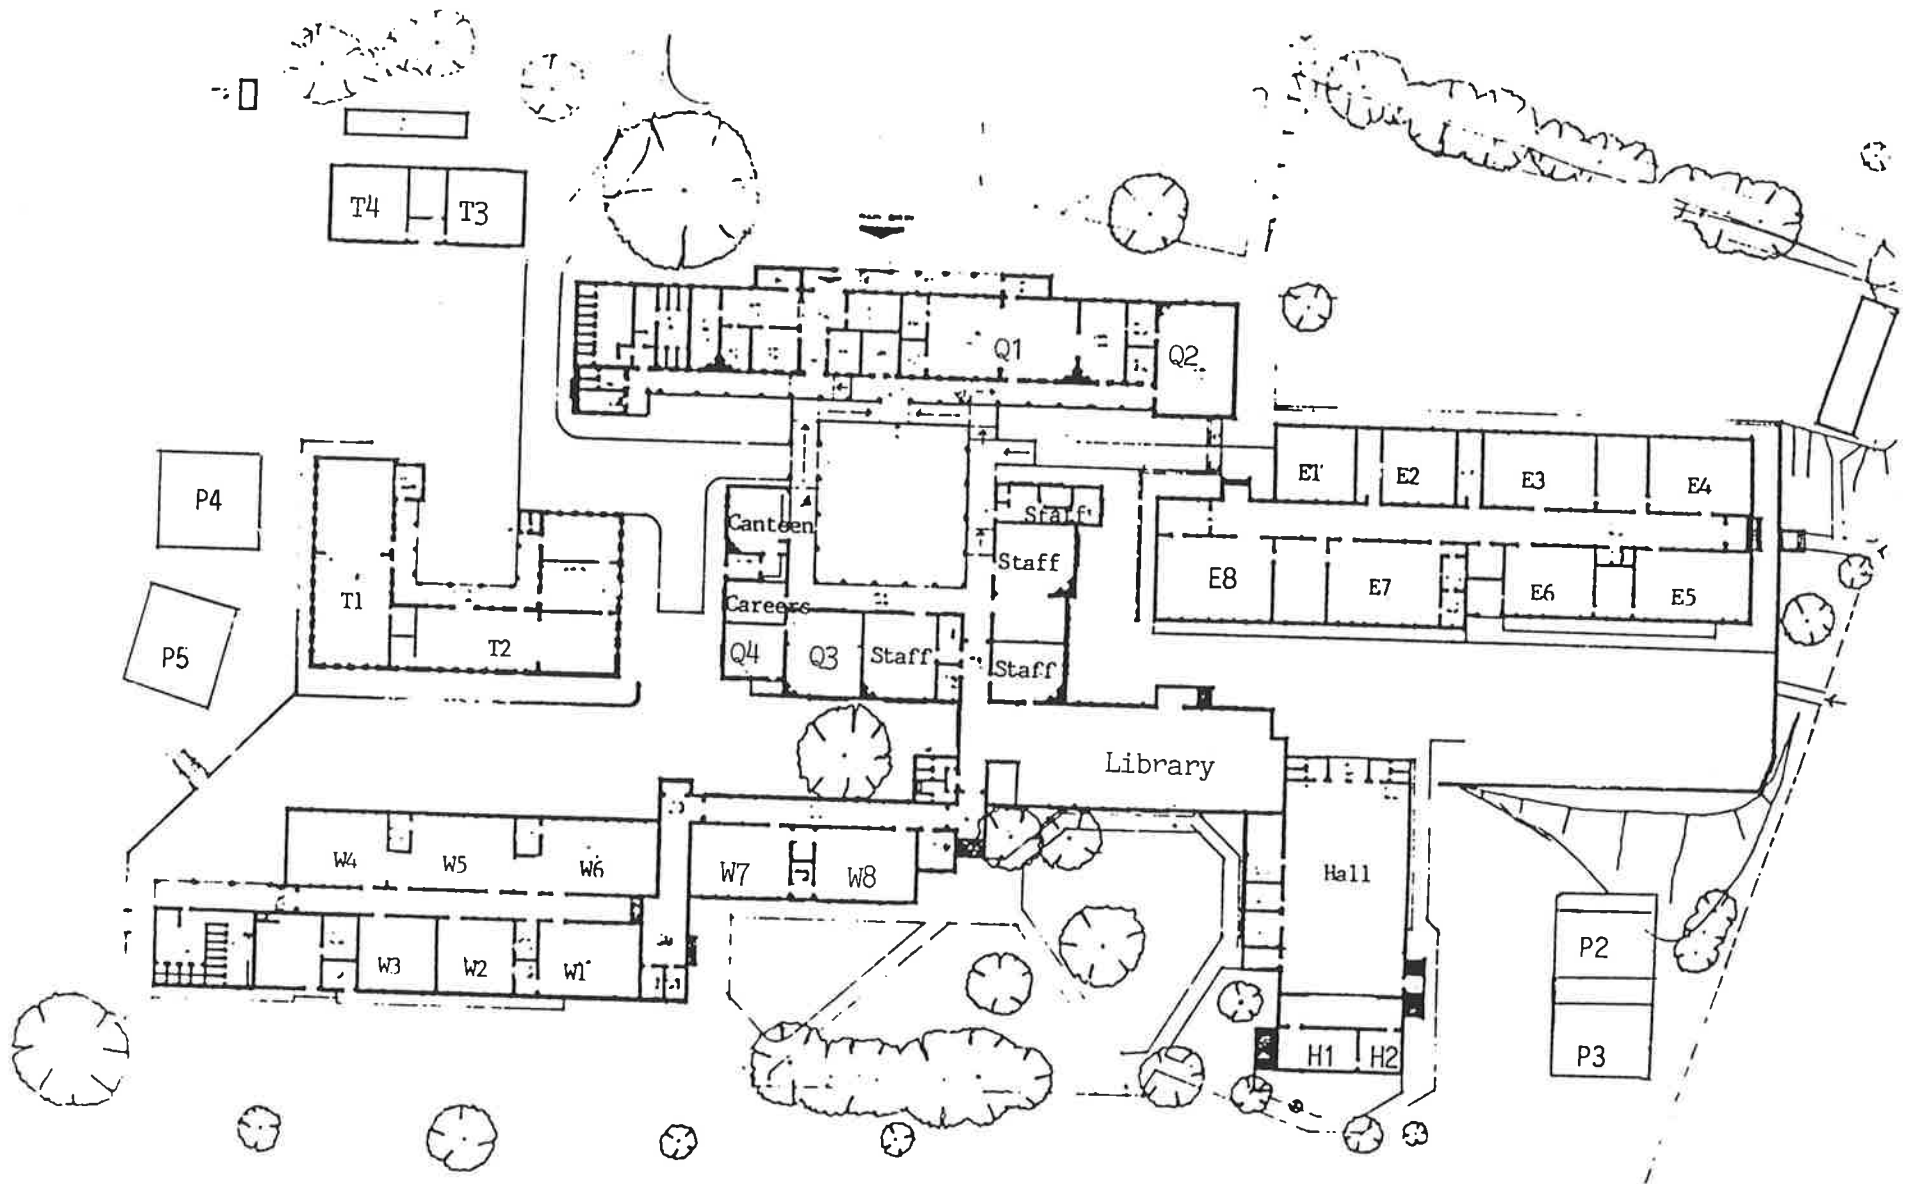 T4
T3
Q1
Q2
P4
E1
E2
E3
E4
Canteen
Staff
Staff
T1
E8
E7
E6
E5
Careers
P5
T2
Q4
Q3
Staff
Staff
Library
W4
W5
W6
W7
W8
Hall
W3
W2
W1
P2
H1
H2
P3